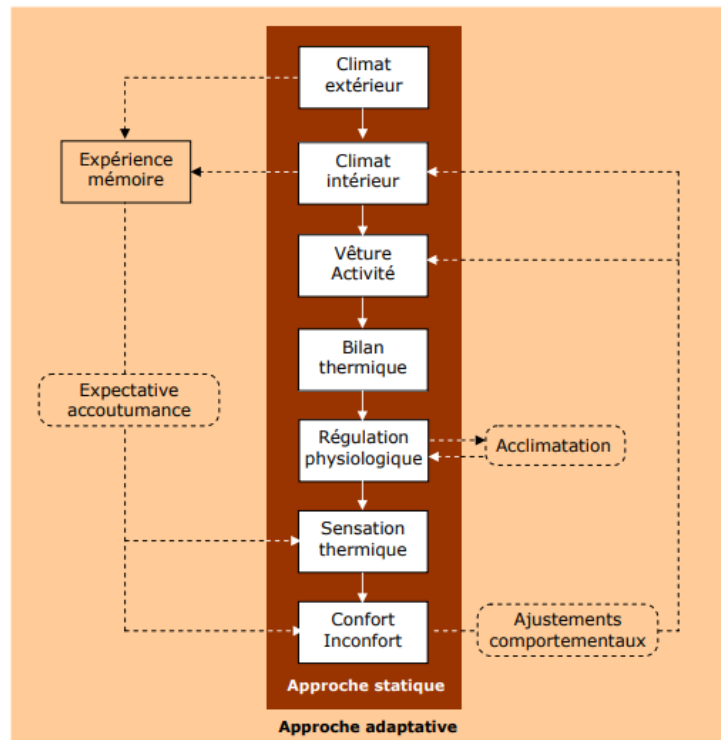 Climat
extérieur
Expérience
mémoire
Climat
intérieur
Vêture
Activité
Bilan
thermique
Expectative
accoutumance
Régulation
physiologique
Acclimatation
Sensation
thermique
Confort
Inconfort
Ajustements
comportementaux
Approche statique
Approche adaptative